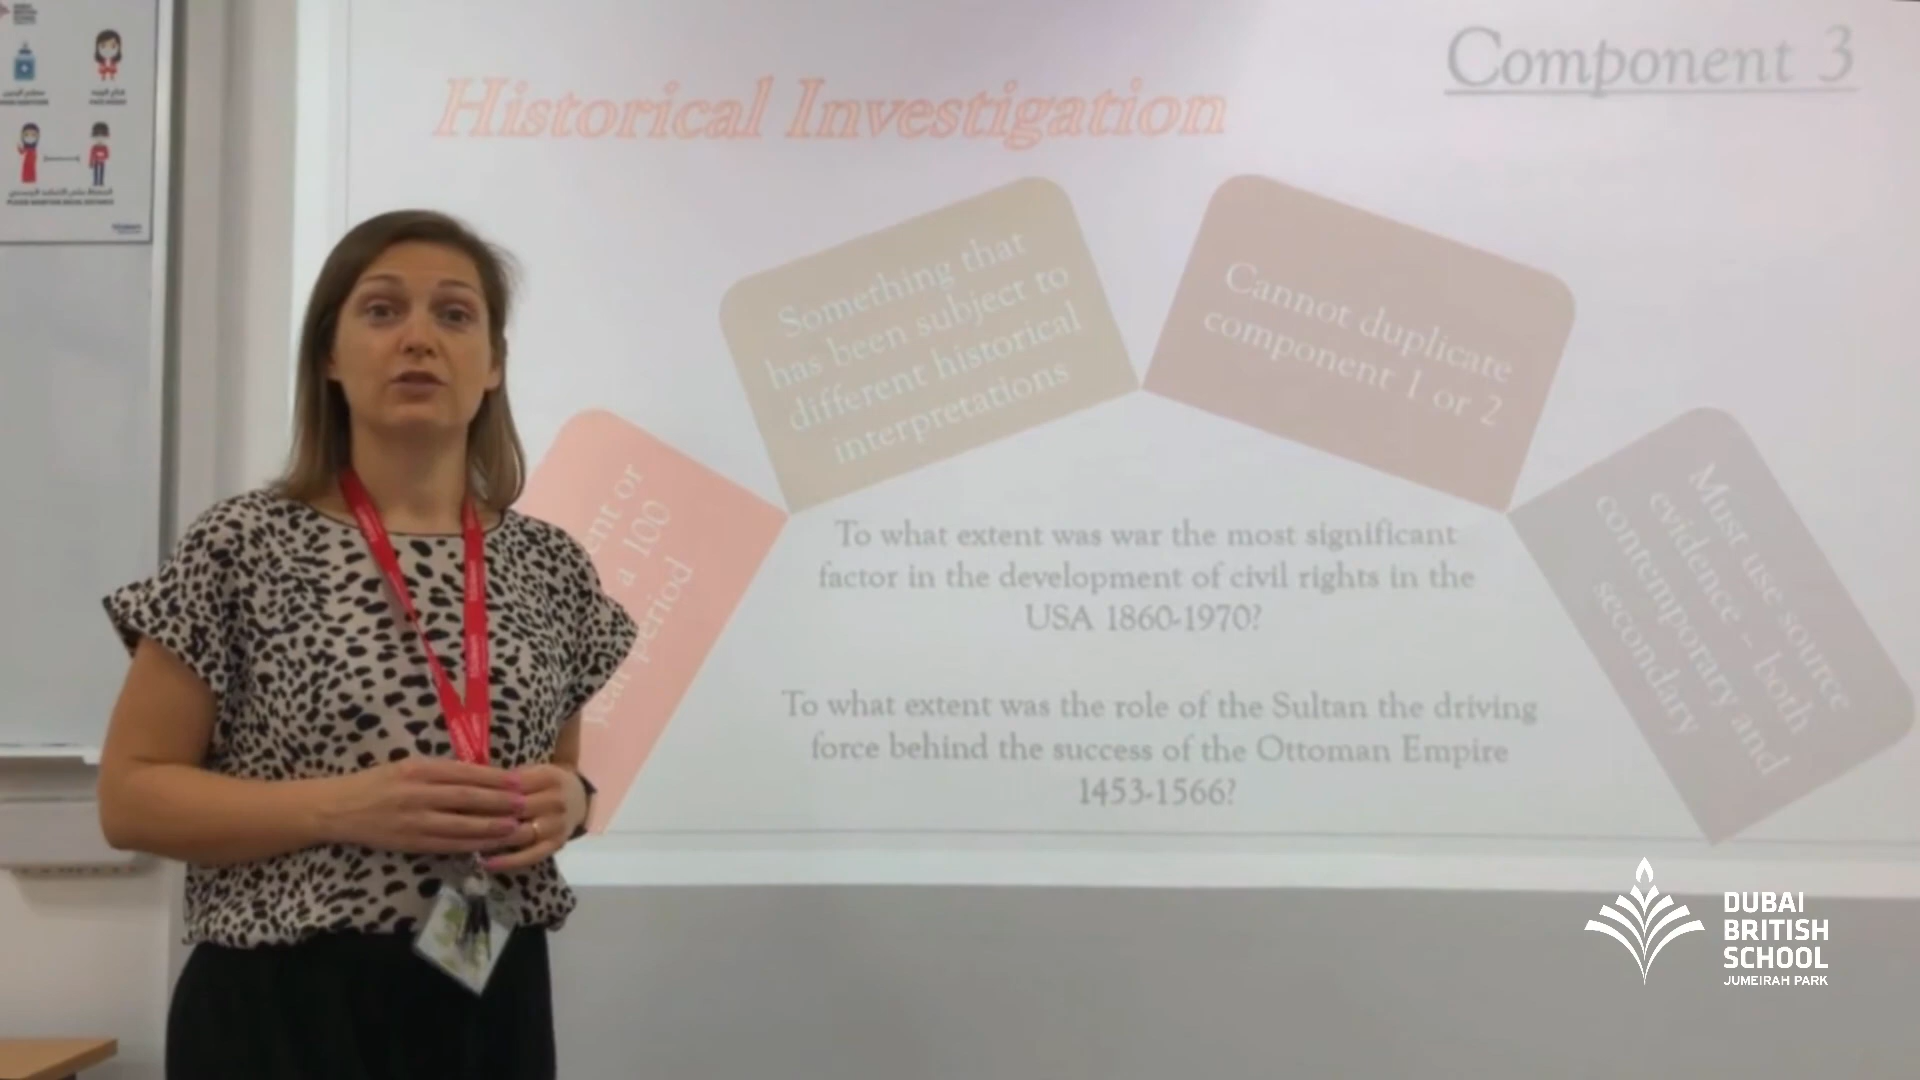 Component 3
Historical Investigation
Something that
has been subject to
different historical
interpretations
Cannot duplicate
component 1 or 2
or
a 100
period
Must use source
evidence - both
contemporary and
secondary
To what extent was war the most significant
factor in the development of civil rights in the
USA 1860-1970?
To what extent was the role of the Sultan the driving
force behind the success of the Ottoman Empire
1453-1566?
DUBAI
BRITISH
SCHOOL
JUMEIRAH PARK